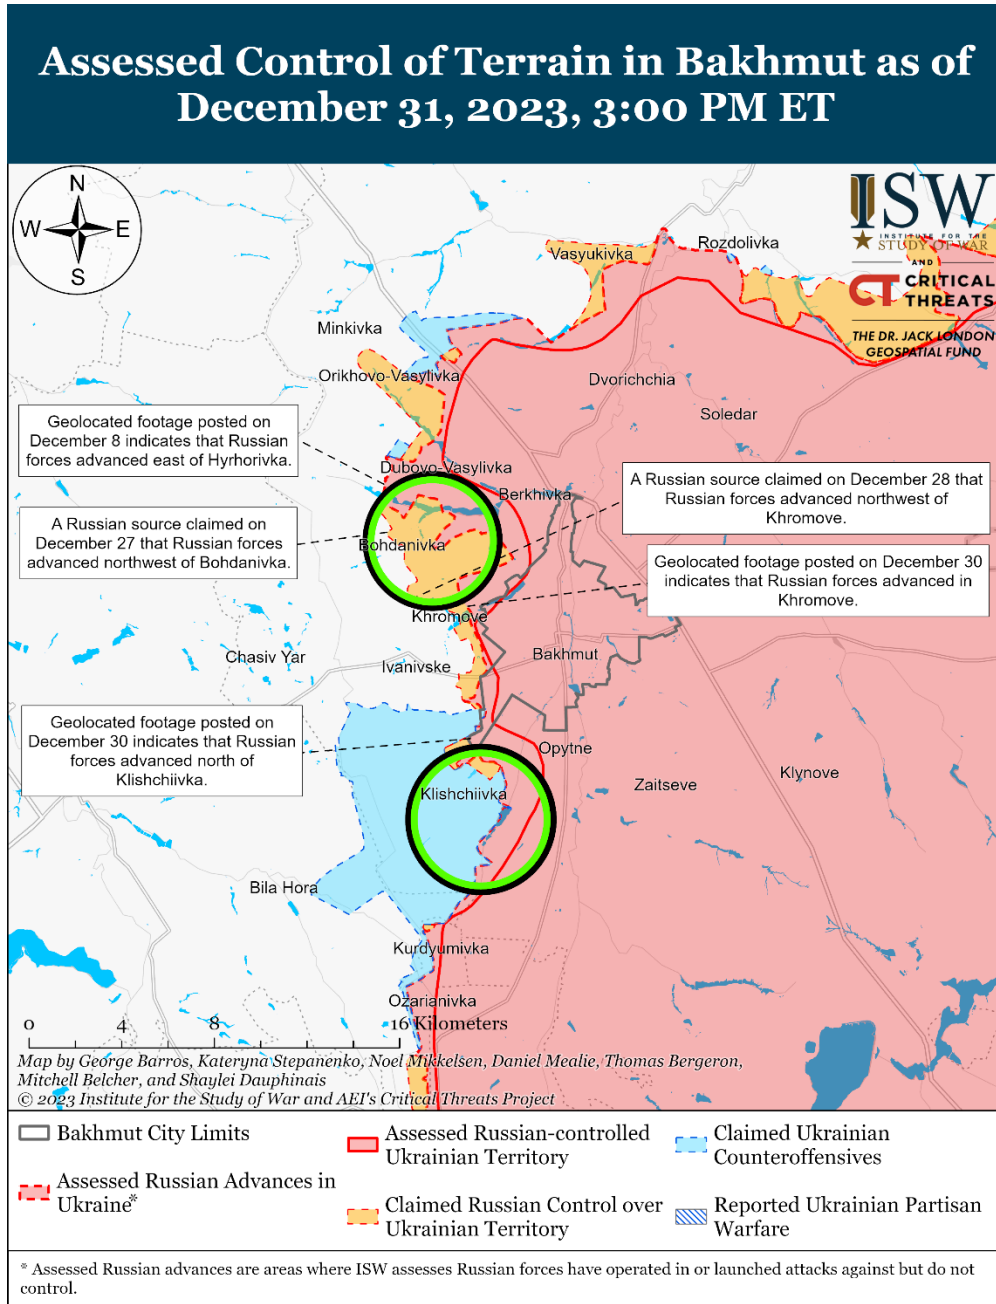 Assessed Control of Terrain in Bakhmut as of
December 31, 2023, 3:00 PM ET
N
W
E
S
ISW
INSTITUTE FOR THE
STUDY OF WAR
AND
CT CRITICAL
THREATS
THE DR. JACK LONDON
GEOSPATIAL FUND
Rozdolivka
Vasyukivka
Minkivka
Orikhovo-Vasylivka
Dvorichchia
Soledar
Geolocated footage posted on
December 8 indicates that Russian
forces advanced east of Hyrhorivka.
Dubovo-Vasylivka
Berkhivka
A Russian source claimed on December 28 that
Russian forces advanced northwest of
Khromove.
A Russian source claimed on
December 27 that Russian forces
advanced northwest of Bohdanivka.
Bohdanivka
Geolocated footage posted on December 30
indicates that Russian forces advanced in
Khromove.
Khromove
Chasiv Yar
Ivanivske
Bakhmut
Geolocated footage posted on
December 30 indicates that Russian
forces advanced north of
Klishchiivka.
Opytne
Klishchiivka
Zaitseve
Klynove
Bila Hora
Kurdyumivka
Ozarianivka
0 4 8 16 Kilometers
Map by George Barros, Kateryna Stepanenko, Noel Mikkelsen, Daniel Mealie, Thomas Bergeron,
Mitchell Belcher, and Shaylei Dauphinais
© 2023 Institute for the Study of War and AEI's Critical Threats Project
Bakhmut City Limits
Assessed Russian Advances in
Ukraine*
Assessed Russian-controlled
Ukrainian Territory
Claimed Russian Control over
Ukrainian Territory
Claimed Ukrainian
Counteroffensives
Reported Ukrainian Partisan
Warfare
* Assessed Russian advances are areas where ISW assesses Russian forces have operated in or launched attacks against but do not
control.